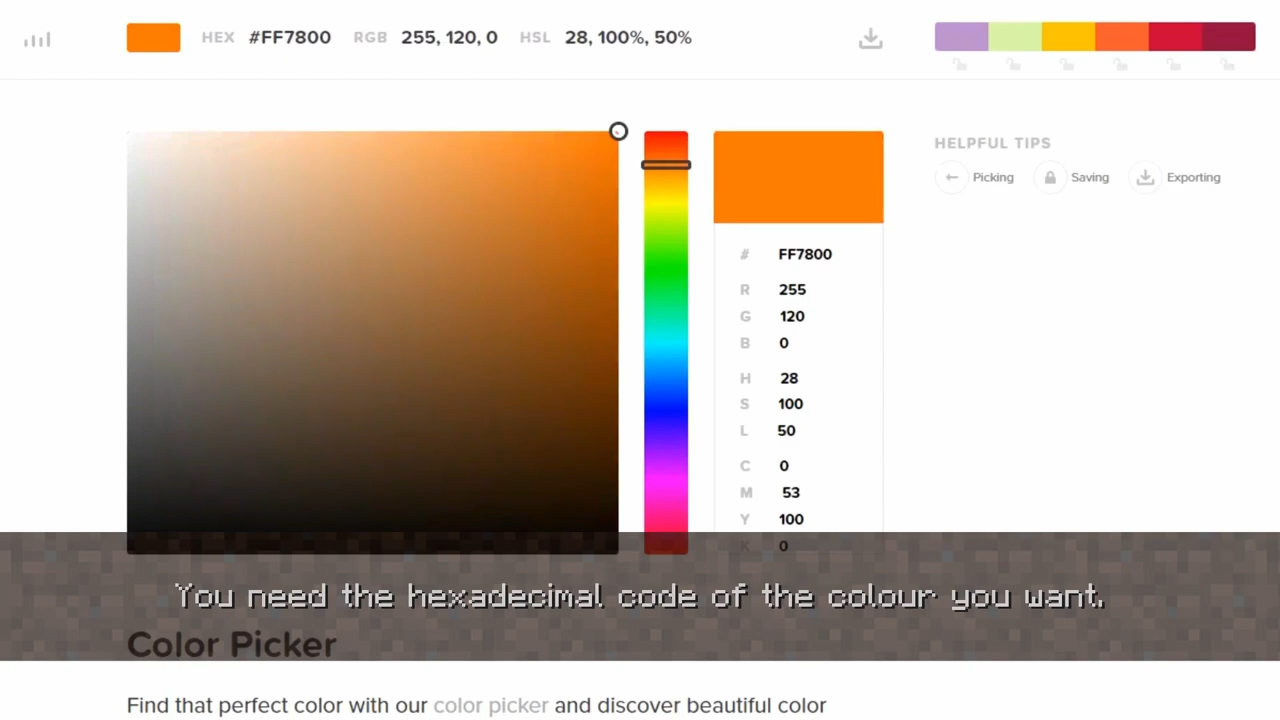 HEX #FF7800 RGB 255, 120, 0 HSL 28, 100%, 50%
HELPFUL TIPS
Picking Saving Exporting
# FF7800
R 255
G 120
B 0
H 28
S 100
L 50
C 0
M 53
Y 100
K 0
You need the hexadecimal code of the colour you want.
Color Picker
Find that perfect color with our color picker and discover beautiful color